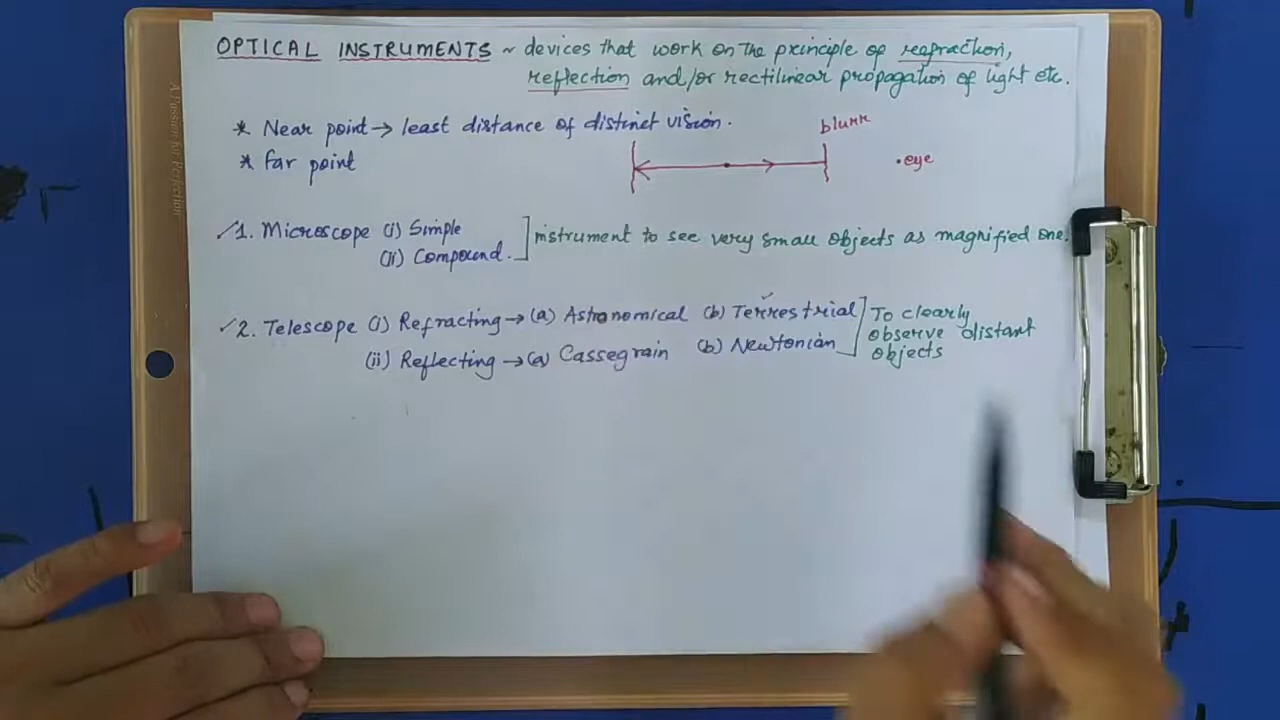 OPTICAL INSTRUMENTS ~ devices that work on the principle of refraction,
reflection and/or rectilinear propagation of light etc.
* Near point → least distance of distinct vision.
blurr
* Far point
.eye
✓1. Microscope (i) Simple
(ii) Compound.
instrument to see very small objects as magnified one.
✓2. Telescope (i) Refracting → (a) Astronomical (b) Terrestrial
(ii) Reflecting → (a) Cassegrain (b) Newtonian
To clearly
observe distant
objects
A Passion for Perfection